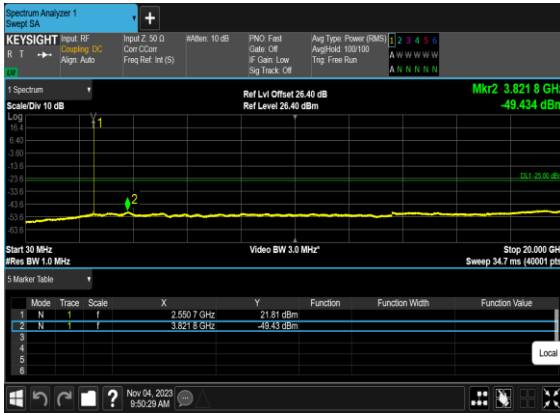 Spectrum Analyzer 1
Swept SA
+
KEYSIGHT Input: RF Input Z: 50 Ω #Atten: 10 dB PNO: Fast Avg Type: Power (RMS) 1 2 3 4 5 6
R T Coupling: DC Corr CCorr Gate: Off Avg|Hold: 100/100 A W W W W W
Align: Auto Freq Ref: Int (S) IF Gain: Low Trig: Free Run
Sig Track: Off A N N N N N
1 Spectrum Ref Lvl Offset 26.40 dB Mkr2 3.821 8 GHz
Scale/Div 10 dB Ref Level 26.40 dBm -49.434 dBm
Log
16.4
1
6.40
-3.60
-13.6
DL1 -25.00 dBm
-23.6
-33.6
2
-43.6
-53.6
-63.6
Start 30 MHz Video BW 3.0 MHz* Stop 20.000 GHz
#Res BW 1.0 MHz Sweep 34.7 ms (40001 pts)
5 Marker Table
Mode Trace Scale X Y Function Function Width Function Value
1 N 1 f 2.550 7 GHz 21.81 dBm
2 N 1 f 3.821 8 GHz -49.43 dBm
3
4
5
6
Local
? Nov 04, 2023
9:50:29 AM